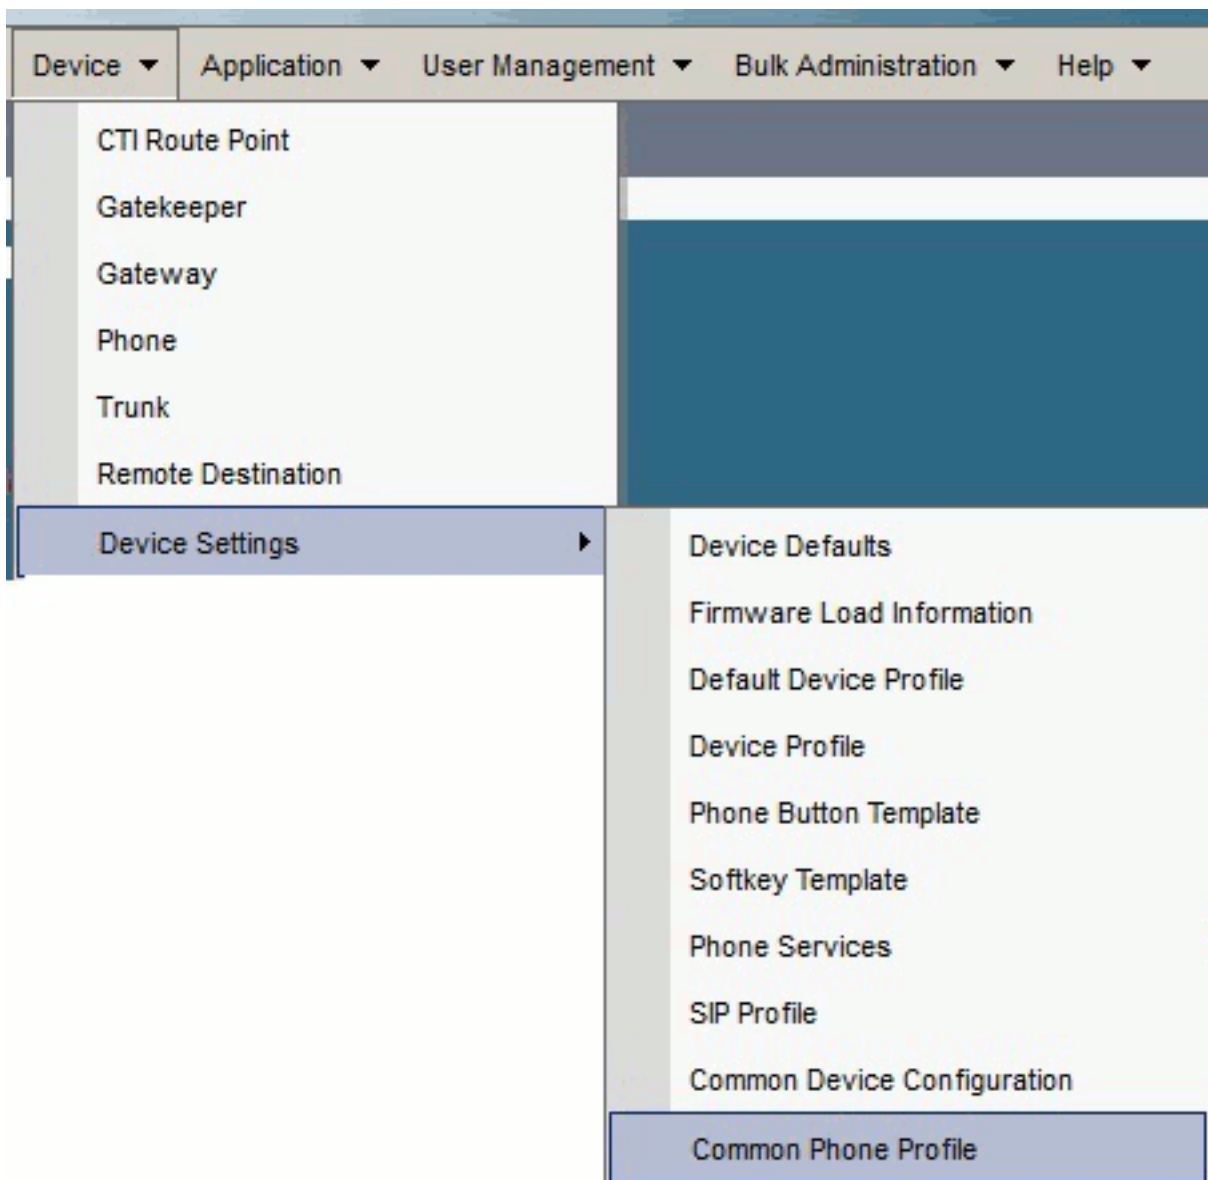 Device Application User Management Bulk Administration Help
CTI Route Point
Gatekeeper
Gateway
Phone
Trunk
Remote Destination
Device Settings
Device Defaults
Firmware Load Information
Default Device Profile
Device Profile
Phone Button Template
Softkey Template
Phone Services
SIP Profile
Common Device Configuration
Common Phone Profile